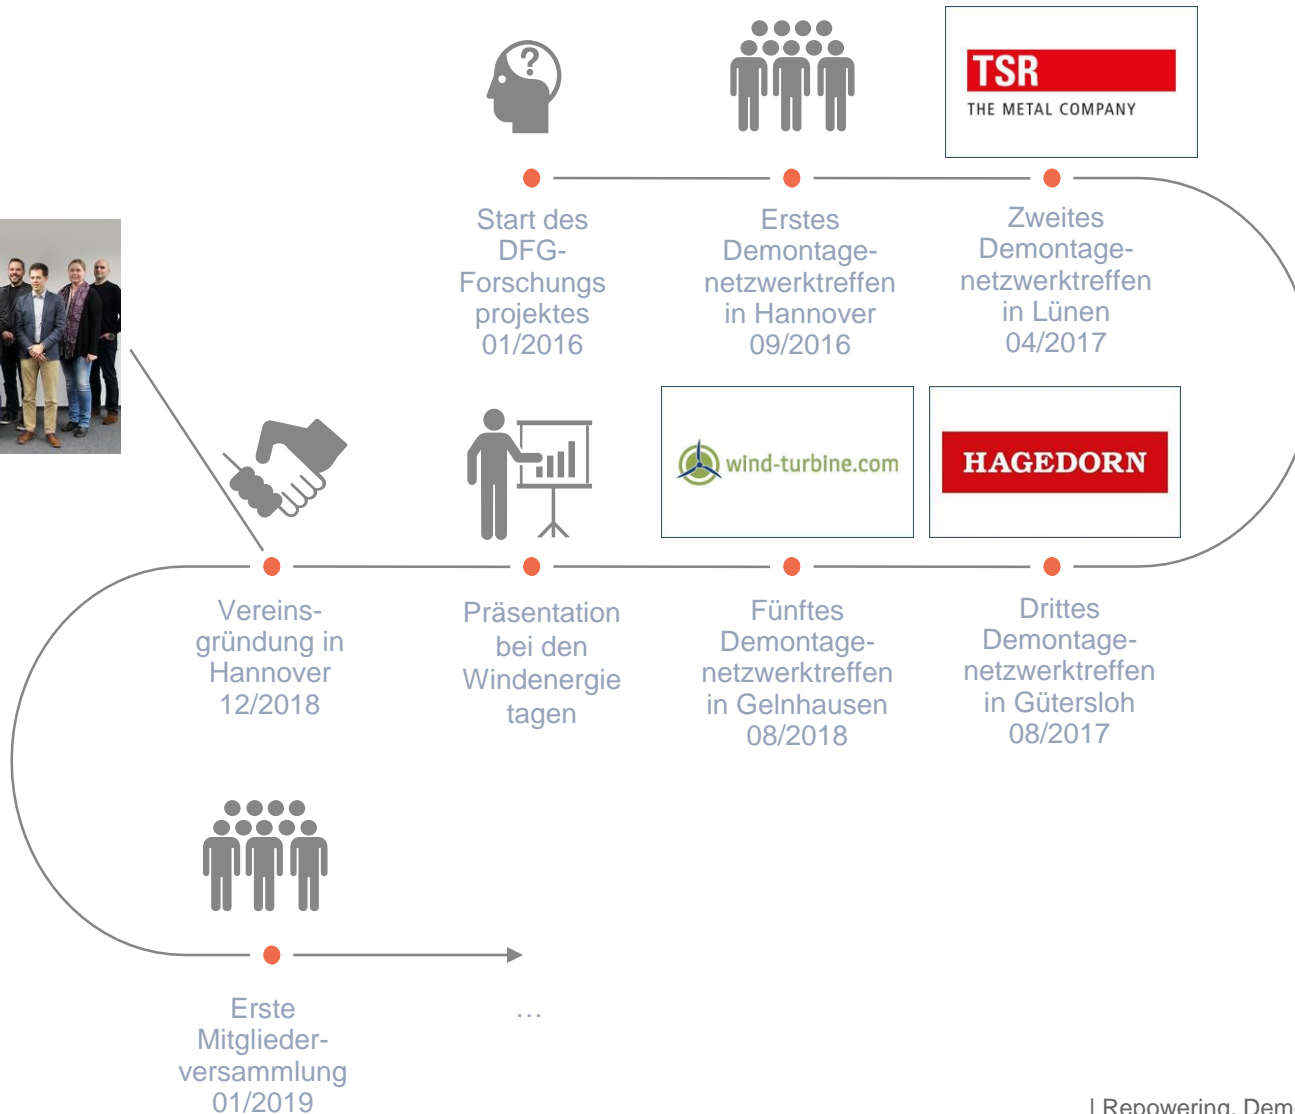 ?
TSR
THE METAL COMPANY
Start des
DFG-
Forschungs
projektes
01/2016
Erstes
Demontage-
netzwerktreffen
in Hannover
09/2016
Zweites
Demontage-
netzwerktreffen
in Lünen
04/2017
wind-turbine.com
HAGEDORN
Vereins-
gründung in
Hannover
12/2018
Präsentation
bei den
Windenergie
tagen
Fünftes
Demontage-
netzwerktreffen
in Gelnhausen
08/2018
Drittes
Demontage-
netzwerktreffen
in Gütersloh
08/2017
Erste
Mitglieder-
versammlung
01/2019
…
| Repowering, Dem